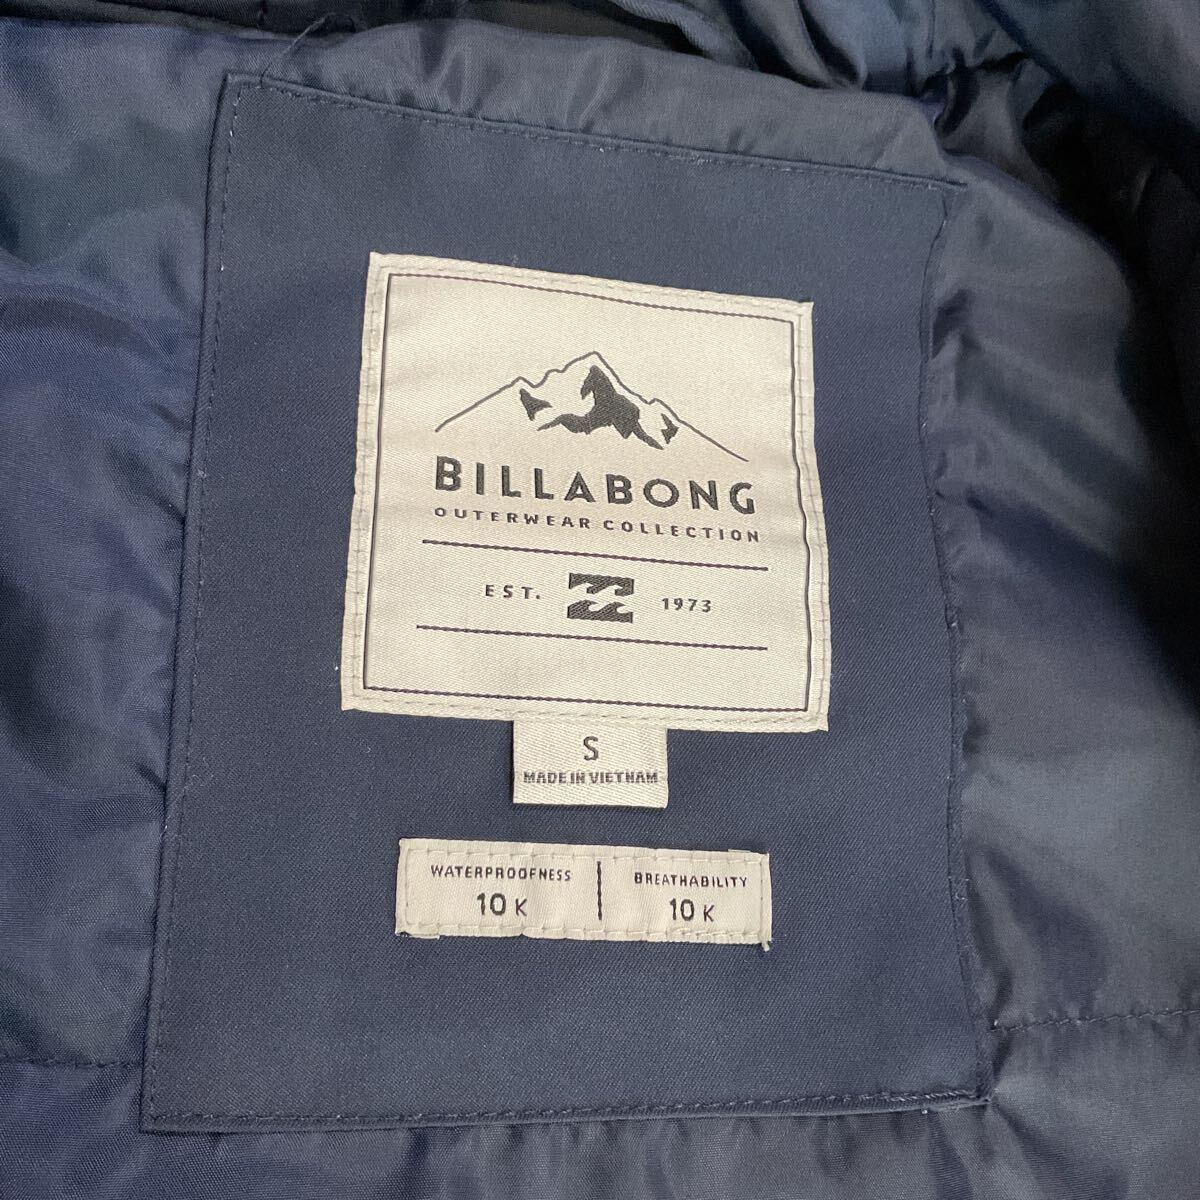 BILLABONG
OUTERWEAR COLLECTION
EST. 1973
S
MADE IN VIETNAM
WATERPROOFNESS
10 K
BREATHABILITY
10 K